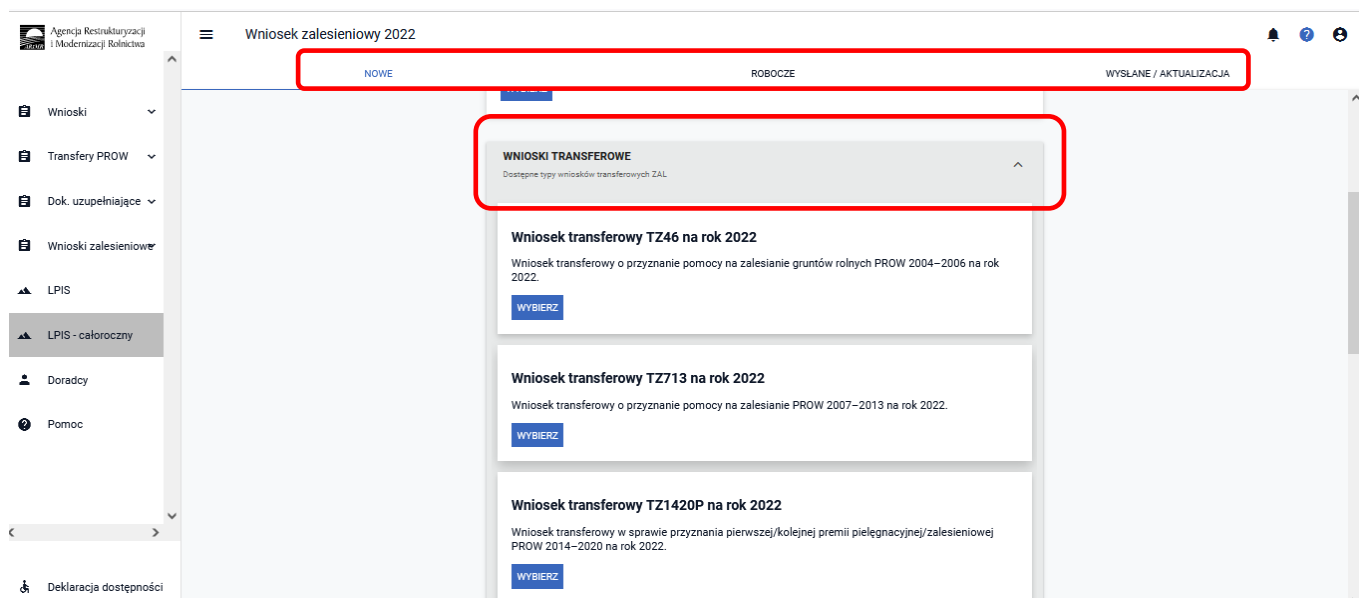 Agencja Restrukturyzacji
i Modernizacji Rolnictwa
ARiMR
Wniosek zalesieniowy 2022
NOWE
ROBOCZE
WYSŁANE / AKTUALIZACJA
Wnioski
Transfery PROW
Dok. uzupełniające
Wnioski zalesieniowe
LPIS
LPIS - całoroczny
Doradcy
Pomoc
Deklaracja dostępności
WYBIERZ
WNIOSKI TRANSFEROWE
Dostępne typy wniosków transferowych ZAL
Wniosek transferowy TZ46 na rok 2022
Wniosek transferowy o przyznanie pomocy na zalesianie gruntów rolnych PROW 2004–2006 na rok
2022.
WYBIERZ
Wniosek transferowy TZ713 na rok 2022
Wniosek transferowy o przyznanie pomocy na zalesianie PROW 2007–2013 na rok 2022.
WYBIERZ
Wniosek transferowy TZ1420P na rok 2022
Wniosek transferowy w sprawie przyznania pierwszej/kolejnej premii pielęgnacyjnej/zalesieniowej
PROW 2014–2020 na rok 2022.
WYBIERZ